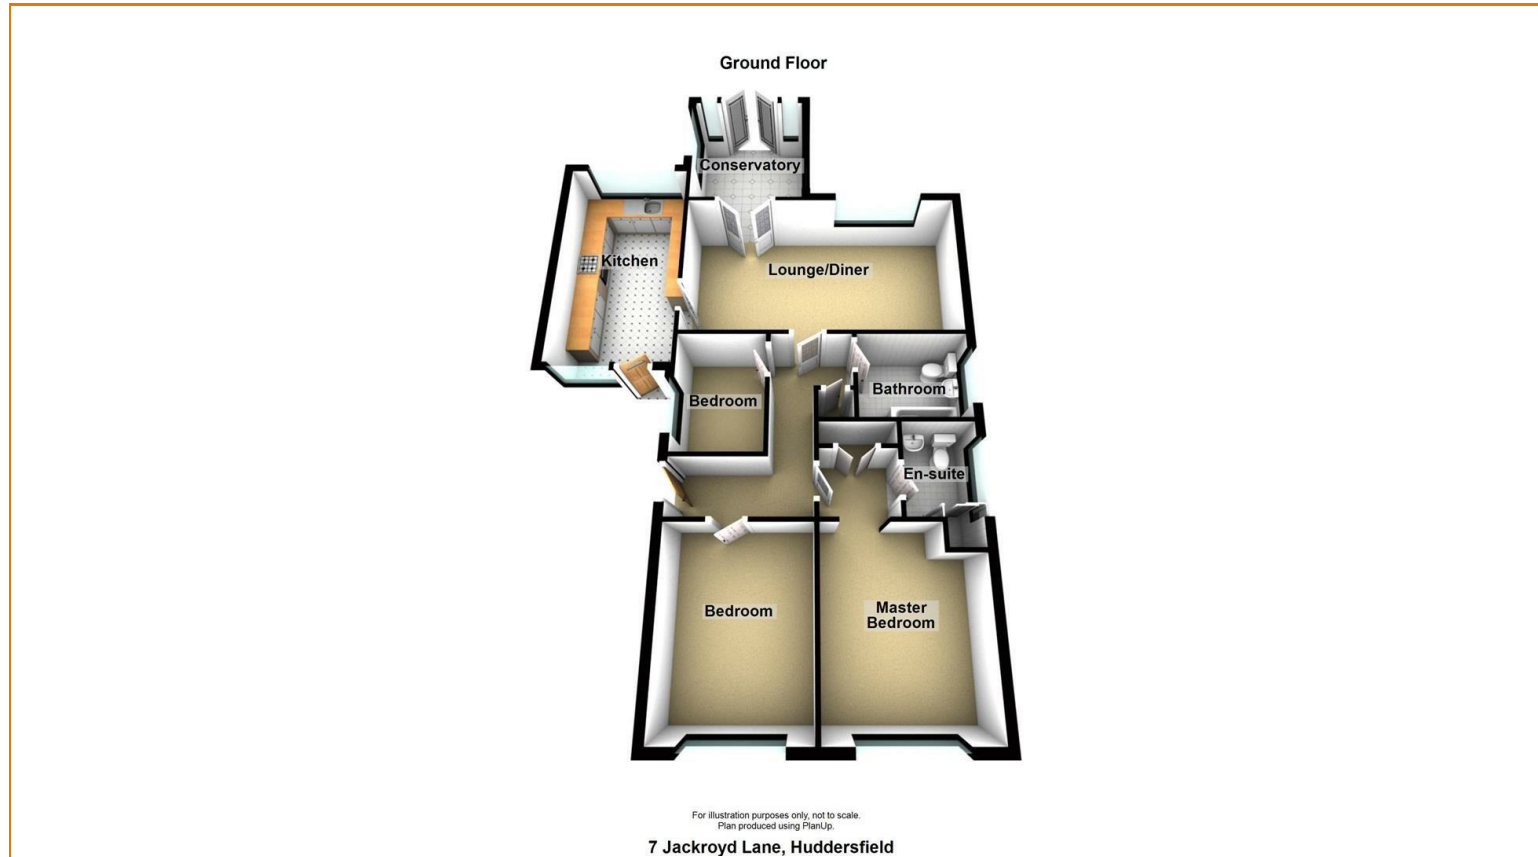 Ground Floor
Conservatory
Kitchen
Lounge/Diner
Bedroom
Bathroom
En-suite
Bedroom
Master
Bedroom
For illustration purposes only, not to scale.
Plan produced using PlanUp.
7 Jackroyd Lane, Huddersfield